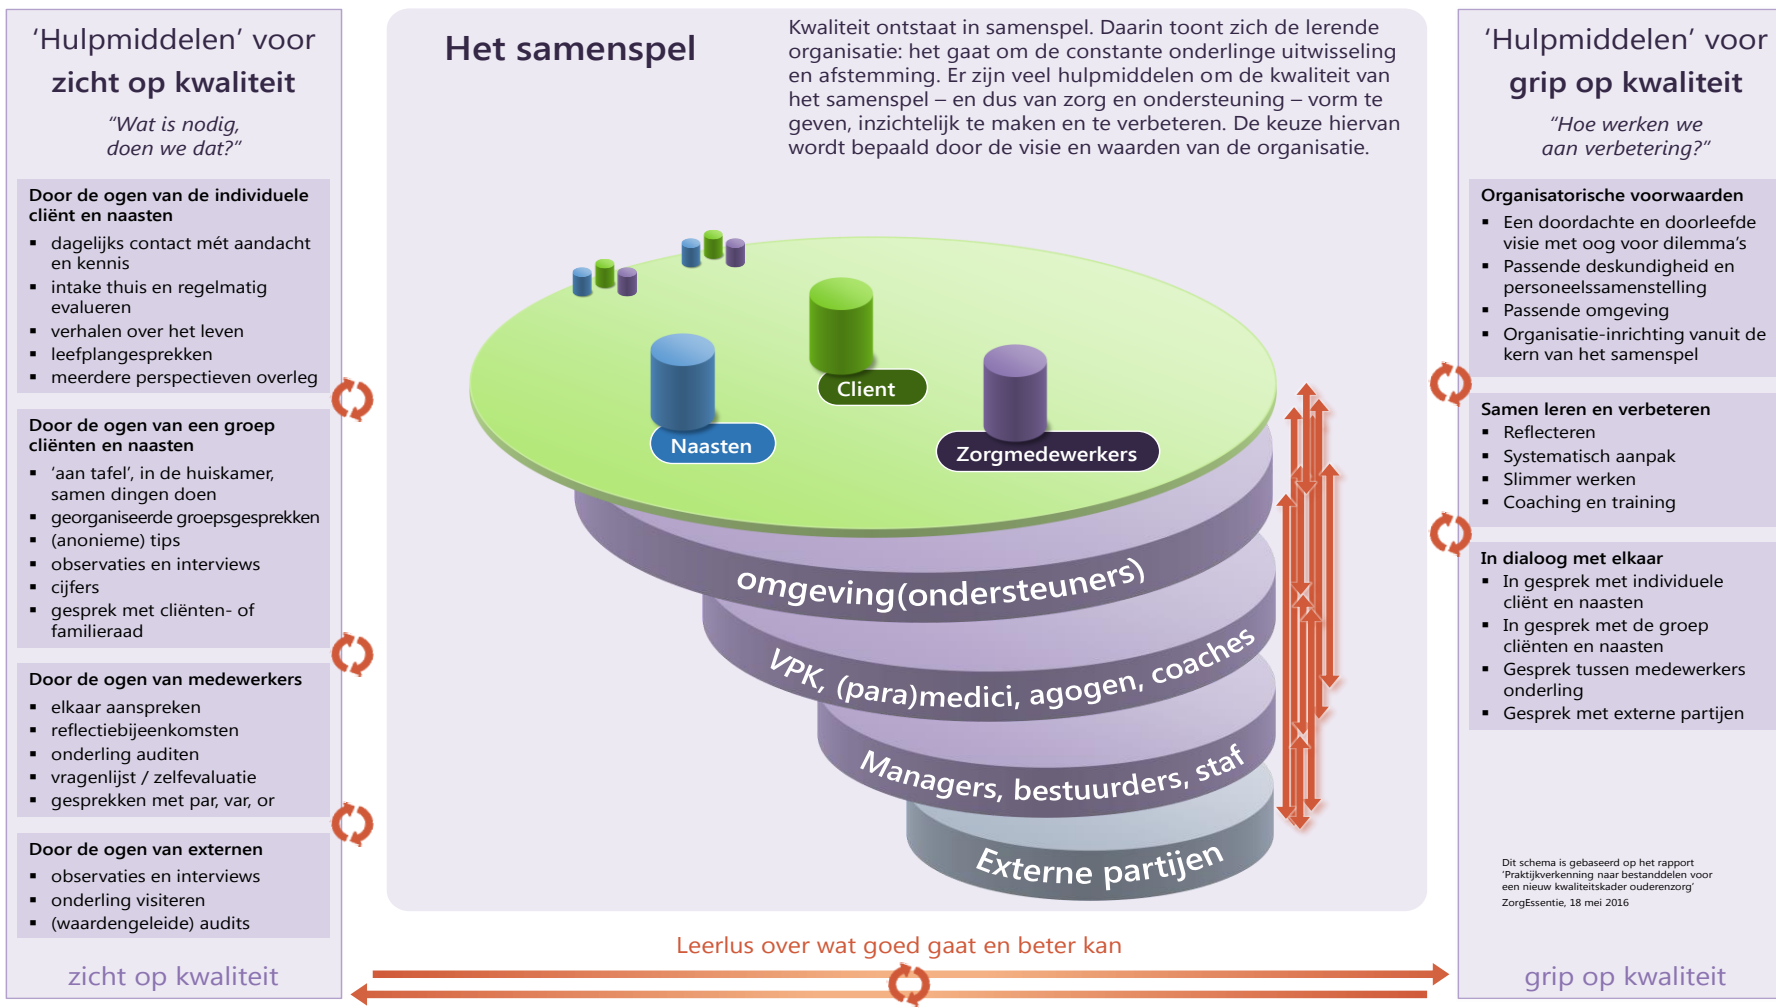 ‘Hulpmiddelen’ voor
zicht op kwaliteit
“Wat is nodig,
doen we dat?”
Door de ogen van de individuele
cliënt en naasten
▪ dagelijks contact mét aandacht
en kennis
▪ intake thuis en regelmatig
evalueren
▪ verhalen over het leven
▪ leefplangesprekken
▪ meerdere perspectieven overleg
Door de ogen van een groep
cliënten en naasten
▪ ‘aan tafel’, in de huiskamer,
samen dingen doen
▪ georganiseerde groepsgesprekken
▪ (anonieme) tips
▪ observaties en interviews
▪ cijfers
▪ gesprek met cliënten- of
familieraad
Door de ogen van medewerkers
▪ elkaar aanspreken
▪ reflectiebijeenkomsten
▪ onderling auditen
▪ vragenlijst / zelfevaluatie
▪ gesprekken met par, var, or
Door de ogen van externen
▪ observaties en interviews
▪ onderling visiteren
▪ (waardengeleide) audits
zicht op kwaliteit
Het samenspel
Kwaliteit ontstaat in samenspel. Daarin toont zich de lerende
organisatie: het gaat om de constante onderlinge uitwisseling
en afstemming. Er zijn veel hulpmiddelen om de kwaliteit van
het samenspel – en dus van zorg en ondersteuning – vorm te
geven, inzichtelijk te maken en te verbeteren. De keuze hiervan
wordt bepaald door de visie en waarden van de organisatie.
Client
Naasten
Zorgmedewerkers
omgeving(ondersteuners)
VPK, (para)medici, agogen, coaches
Managers, bestuurders, staf
Externe partijen
Leerlus over wat goed gaat en beter kan
‘Hulpmiddelen’ voor
grip op kwaliteit
“Hoe werken we
aan verbetering?”
Organisatorische voorwaarden
▪ Een doordachte en doorleefde
visie met oog voor dilemma’s
▪ Passende deskundigheid en
personeelssamenstelling
▪ Passende omgeving
▪ Organisatie-inrichting vanuit de
kern van het samenspel
Samen leren en verbeteren
▪ Reflecteren
▪ Systematisch aanpak
▪ Slimmer werken
▪ Coaching en training
In dialoog met elkaar
▪ In gesprek met individuele
cliënt en naasten
▪ In gesprek met de groep
cliënten en naasten
▪ Gesprek tussen medewerkers
onderling
▪ Gesprek met externe partijen
Dit schema is gebaseerd op het rapport
‘Praktijkverkenning naar bestanddelen voor
een nieuw kwaliteitskader ouderenzorg’
ZorgEssentie, 18 mei 2016
grip op kwaliteit